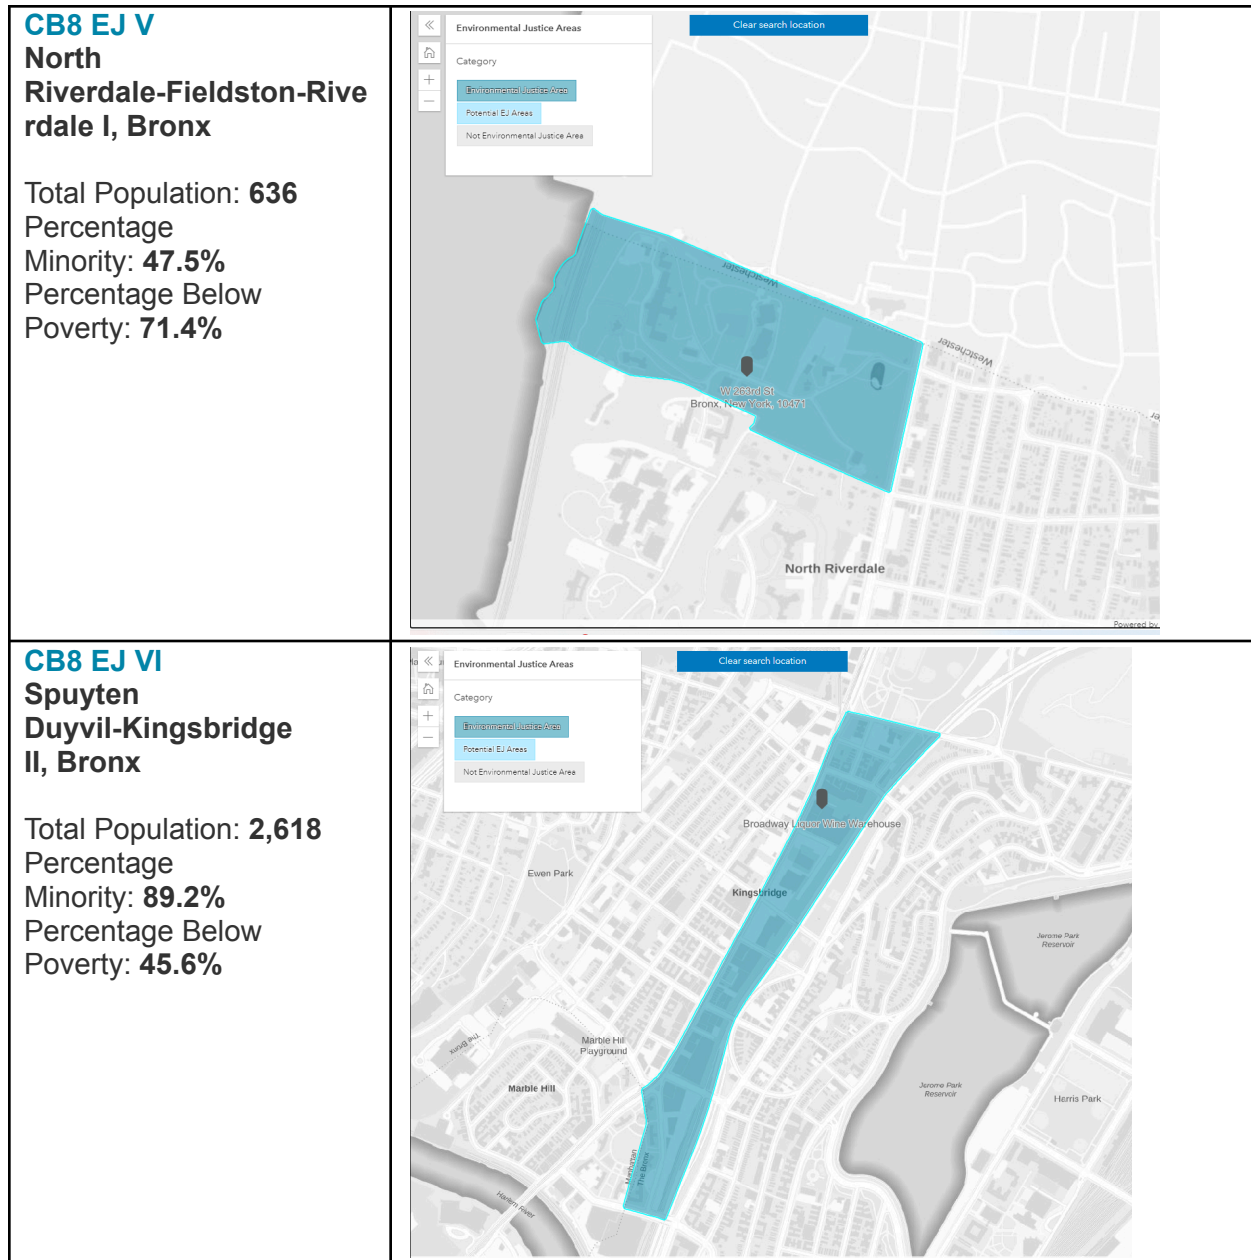 CB8 EJ V
North
Riverdale-Fieldston-Rive
rdale I, Bronx
Total Population: 636
Percentage
Minority: 47.5%
Percentage Below
Poverty: 71.4%
Environmental Justice Areas
Category
Environmental Justice Area
Potential EJ Areas
Not Environmental Justice Area
Clear search location
Westchester
Westchester
W 263rd St
Bronx, New York, 10471
North Riverdale
Powered by
CB8 EJ VI
Spuyten
Duyvil-Kingsbridge
II, Bronx
Total Population: 2,618
Percentage
Minority: 89.2%
Percentage Below
Poverty: 45.6%
Environmental Justice Areas
Category
Environmental Justice Area
Potential EJ Areas
Not Environmental Justice Area
Clear search location
Broadway Liquor Wine Warehouse
Ewen Park
Kingsbridge
Jerome Park
Reservoir
The Bronx
Marble Hill
Playground
Marble Hill
Jerome Park
Reservoir
Harris Park
Manhattan
The Bronx
Harlem River